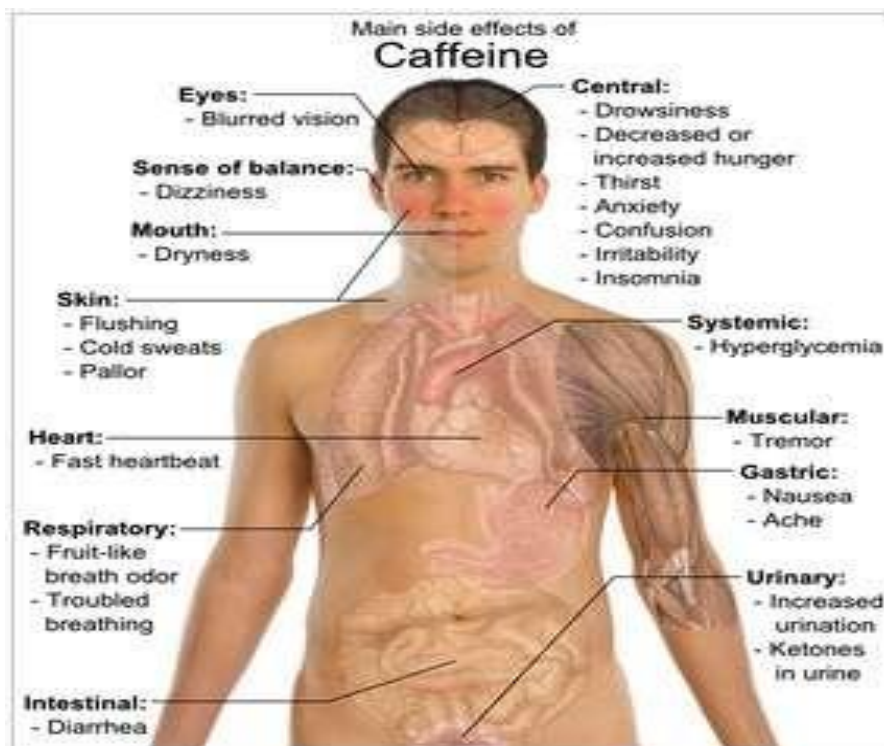 Main side effects of
Caffeine
Eyes:
- Blurred vision
Sense of balance:
- Dizziness
Mouth:
- Dryness
Skin:
- Flushing
- Cold sweats
- Pallor
Heart:
- Fast heartbeat
Respiratory:
- Fruit-like
breath odor
- Troubled
breathing
Intestinal:
- Diarrhea
Central:
- Drowsiness
- Decreased or
increased hunger
- Thirst
- Anxiety
- Confusion
- Irritability
- Insomnia
Systemic:
- Hyperglycemia
Muscular:
- Tremor
Gastric:
- Nausea
- Ache
Urinary:
- Increased
urination
- Ketones
in urine